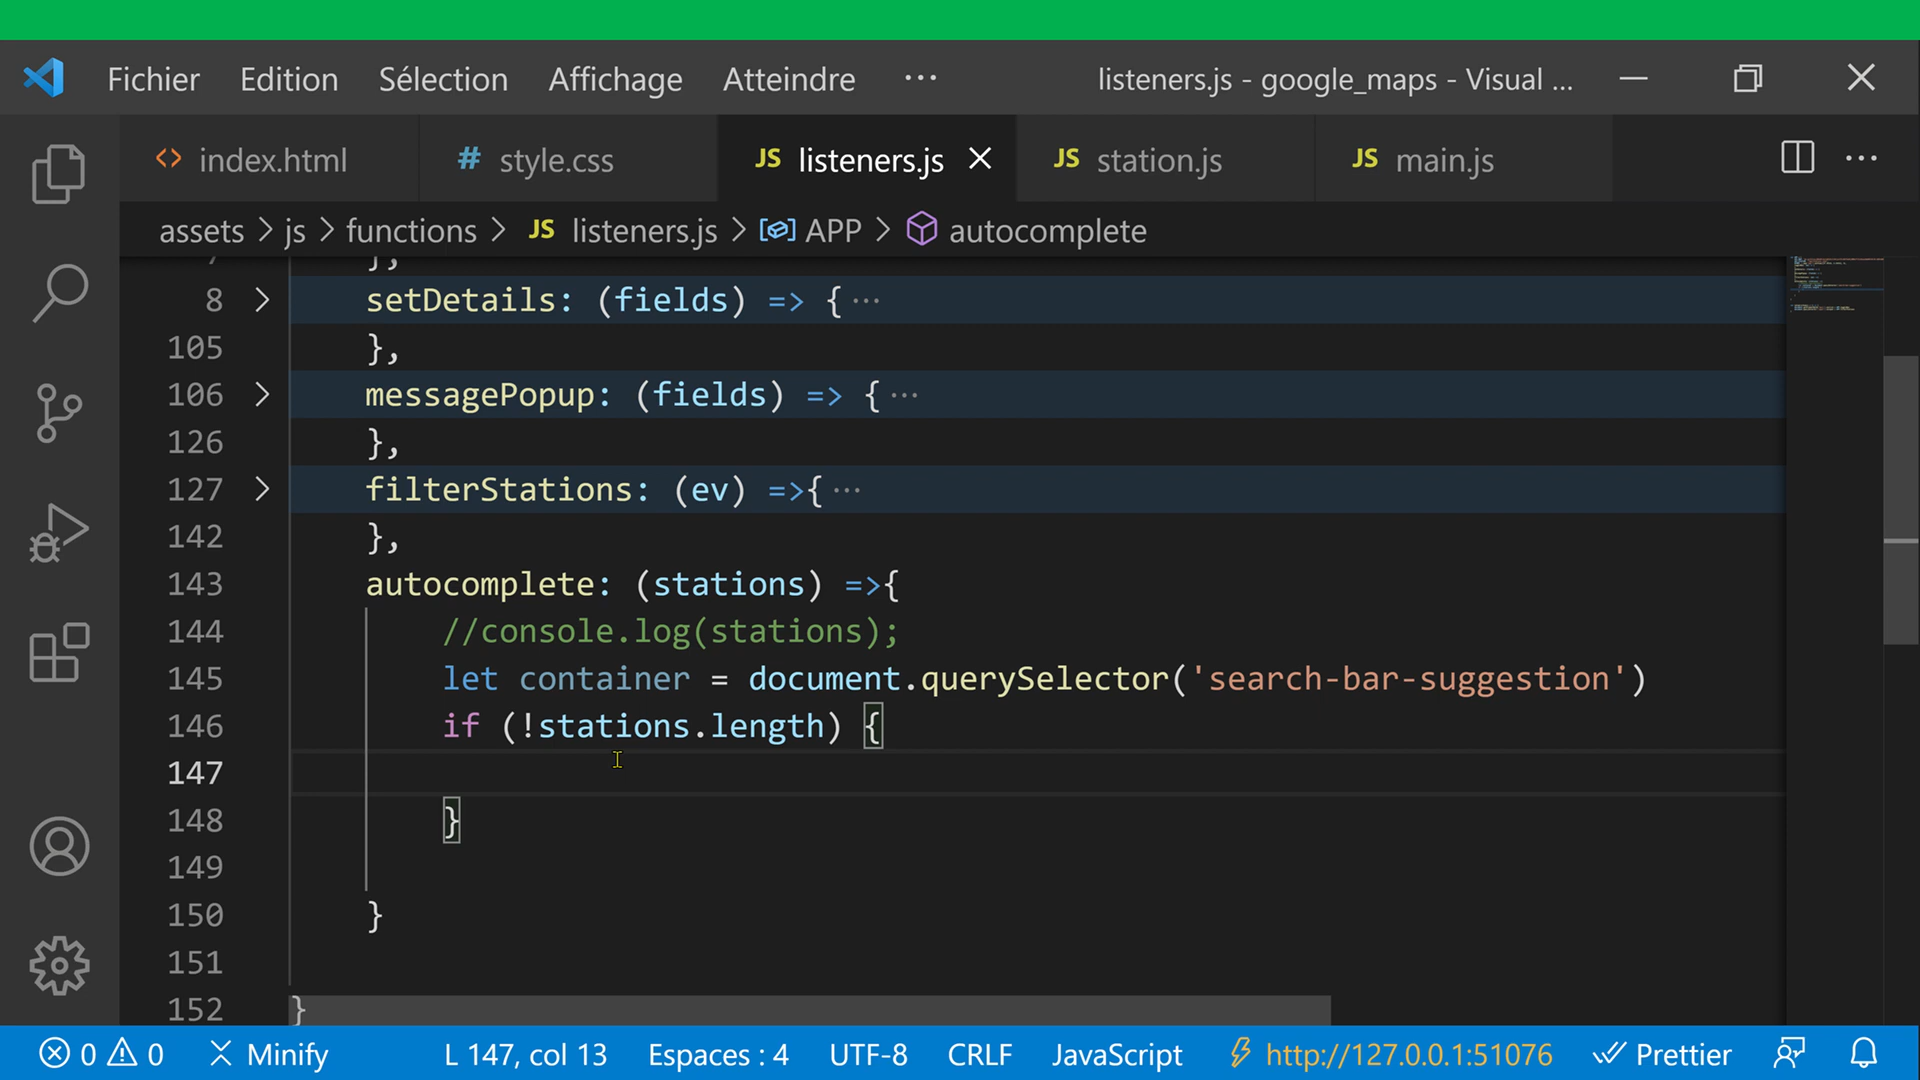 Fichier Edition Sélection Affichage Atteindre ··· listeners.js - google_maps - Visual ...
<> index.html # style.css JS listeners.js JS station.js JS main.js ···
assets > js > functions > JS listeners.js > APP > autocomplete
7 },
8 setDetails: (fields) => { ···
105 },
106 messagePopup: (fields) => { ···
126 },
127 filterStations: (ev) =>{ ···
142 },
143 autocomplete: (stations) =>{
144 //console.log(stations);
145 let container = document.querySelector('search-bar-suggestion')
146 if (!stations.length) {
147
148 }
149
150 }
151
152 }
0 0 Minify L 147, col 13 Espaces : 4 UTF-8 CRLF JavaScript http://127.0.0.1:51076 Prettier